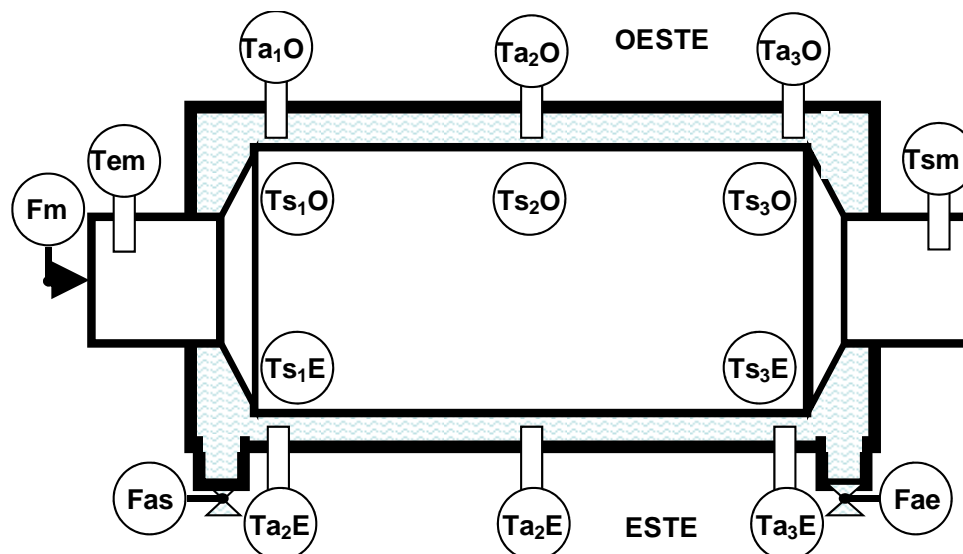 Ta₁O
Ta₂O
OESTE
Ta₃O
Tem
Tsm
Fm
Ts₁O
Ts₂O
Ts₃O
Ts₁E
Ts₃E
Fas
Ta₂E
Ta₂E
ESTE
Ta₃E
Fae